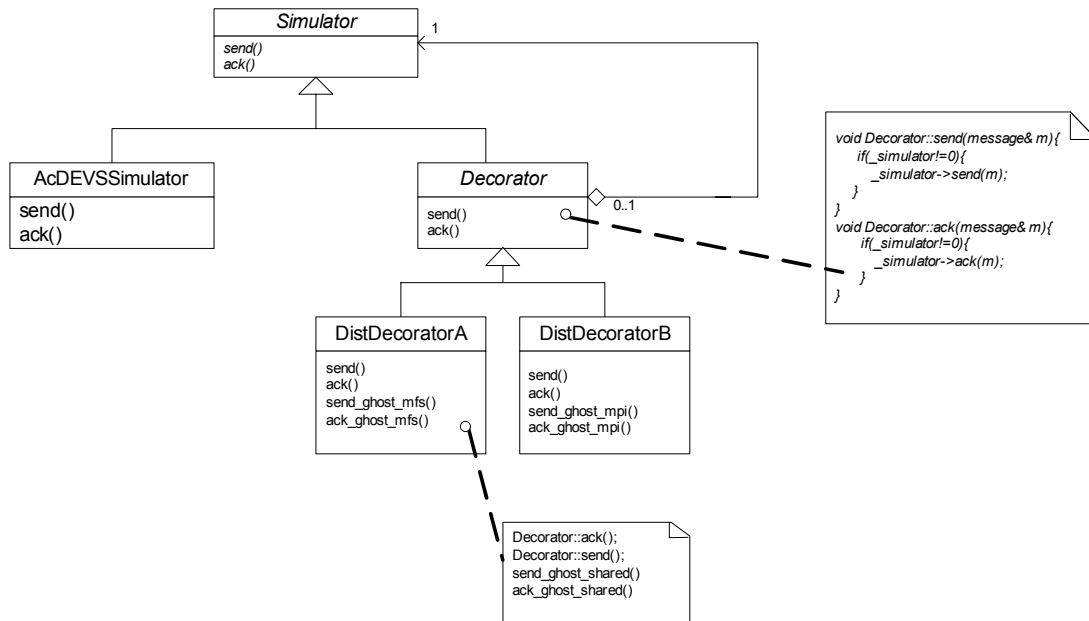 Simulator
send()
ack()
1
AcDEVSSimulator
send()
ack()
Decorator
send()
ack()
0..1
void Decorator::send(message& m){
if(_simulator!=0){
_simulator->send(m);
}
}
void Decorator::ack(message& m){
if(_simulator!=0){
_simulator->ack(m);
}
}
DistDecoratorA
send()
ack()
send_ghost_mfs()
ack_ghost_mfs()
DistDecoratorB
send()
ack()
send_ghost_mpi()
ack_ghost_mpi()
Decorator::ack();
Decorator::send();
send_ghost_shared()
ack_ghost_shared()